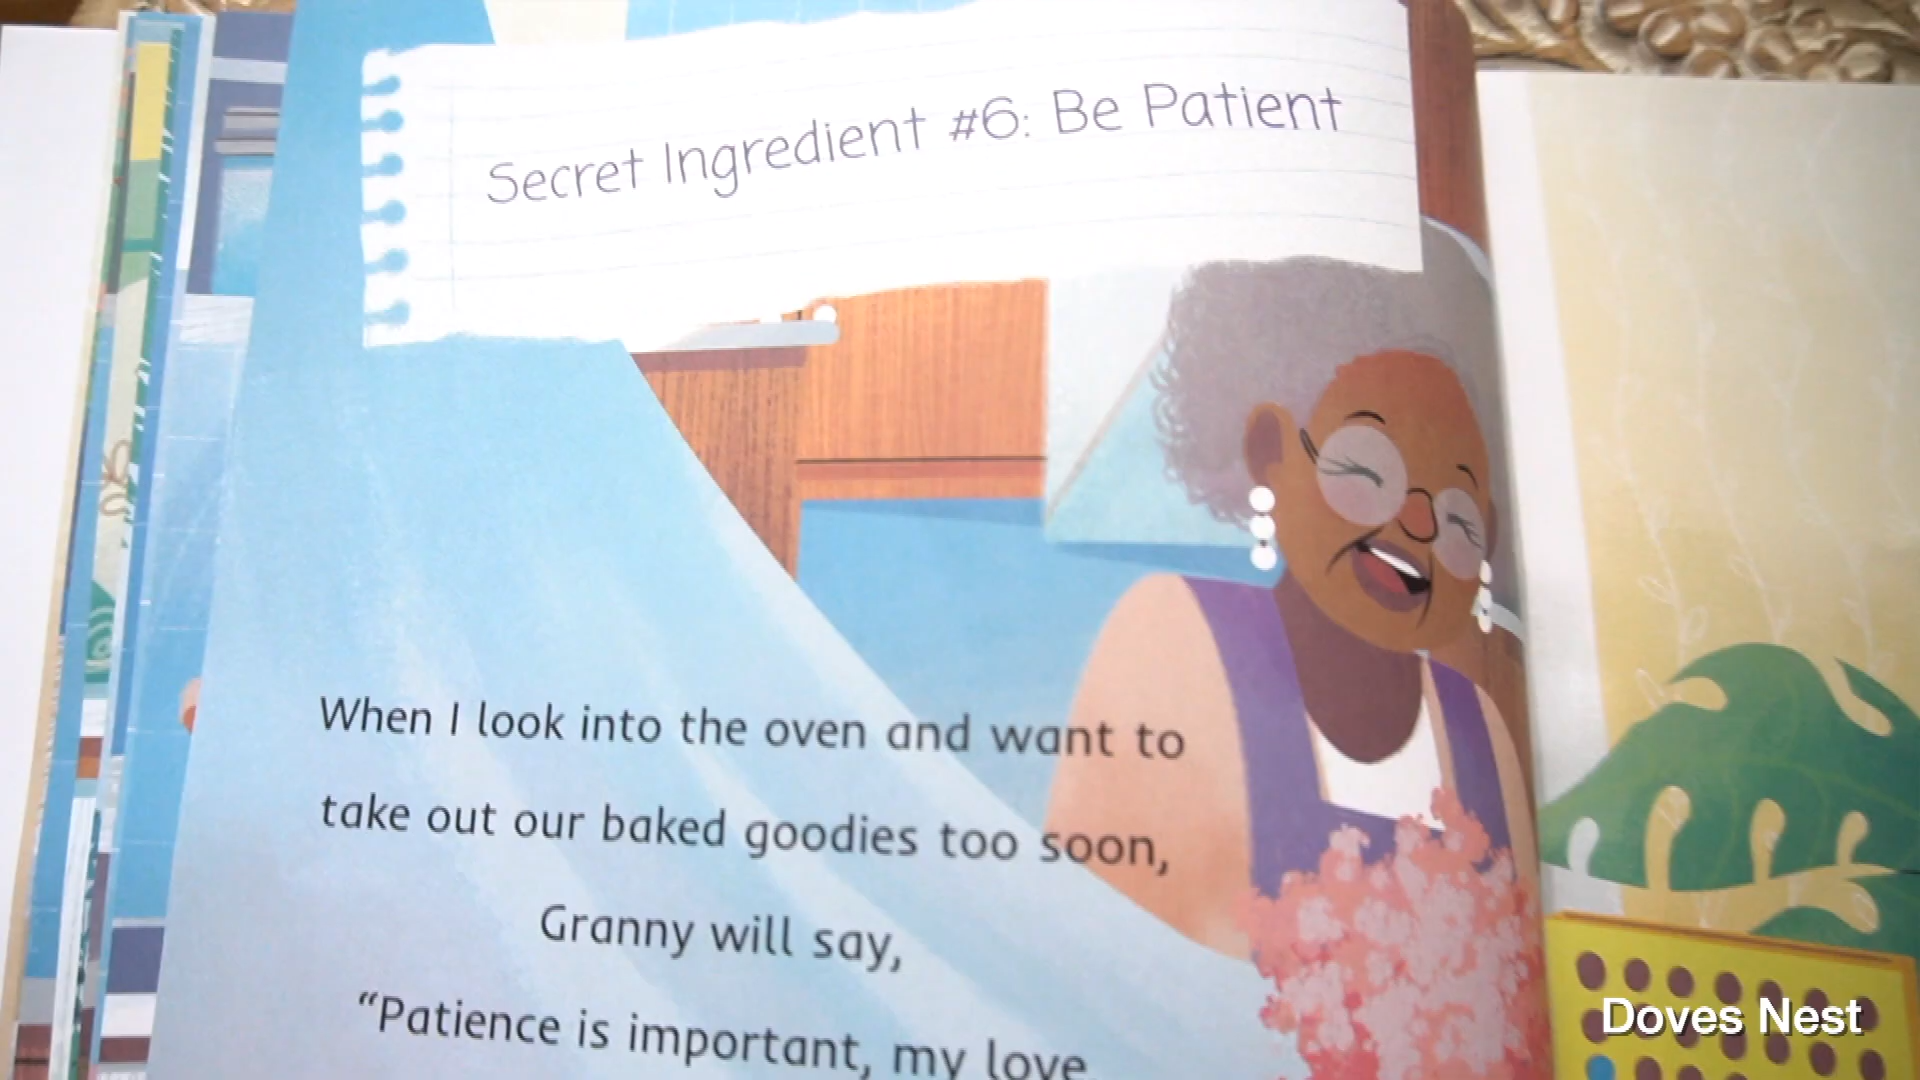 Secret Ingredient #6: Be Patient
When I look into the oven and want to
take out our baked goodies too soon,
Granny will say,
“Patience is important, my love.
Doves Nest